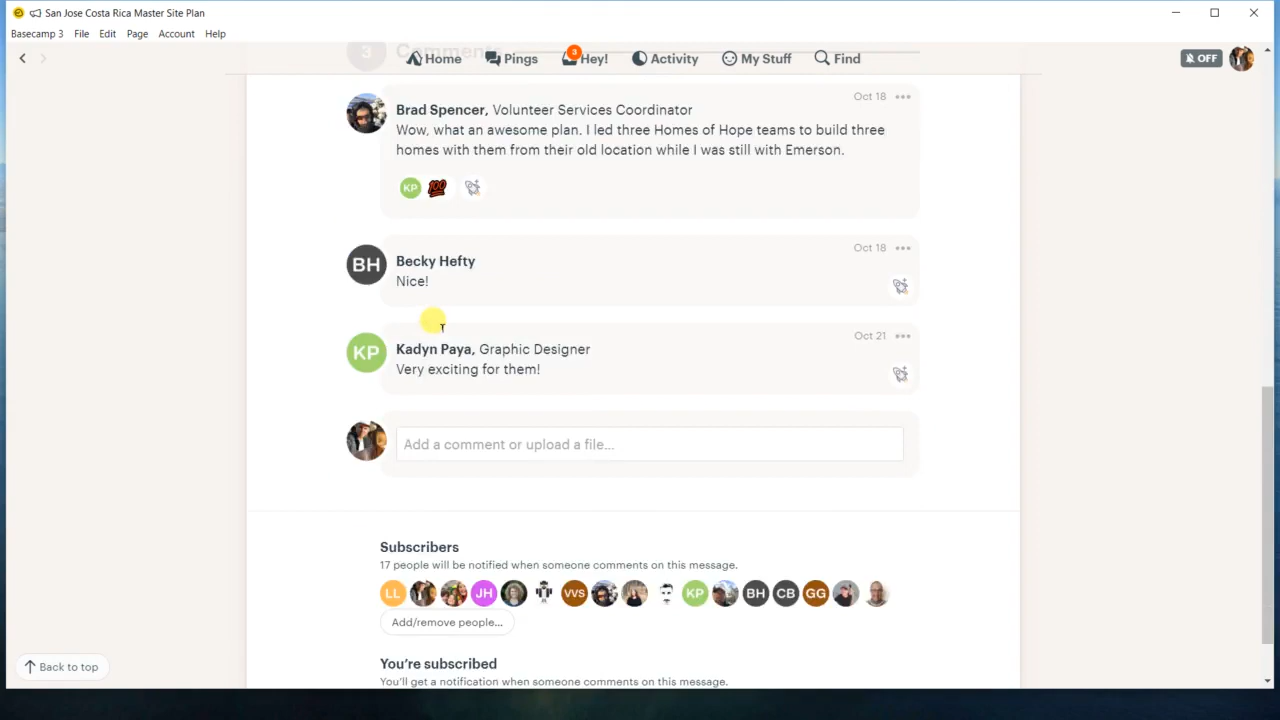 San Jose Costa Rica Master Site Plan
Basecamp 3 File Edit Page Account Help
3 Comments
Home Pings 3 Hey! Activity My Stuff Find OFF
Oct 18
Brad Spencer, Volunteer Services Coordinator
Wow, what an awesome plan. I led three Homes of Hope teams to build three
homes with them from their old location while I was still with Emerson.
KP 💯
Oct 18
BH Becky Hefty
Nice!
Oct 21
KP Kadyn Paya, Graphic Designer
Very exciting for them!
Add a comment or upload a file...
Subscribers
17 people will be notified when someone comments on this message.
LL JH VVS KP BH CB GG
Add/remove people...
Back to top
You're subscribed
You'll get a notification when someone comments on this message.